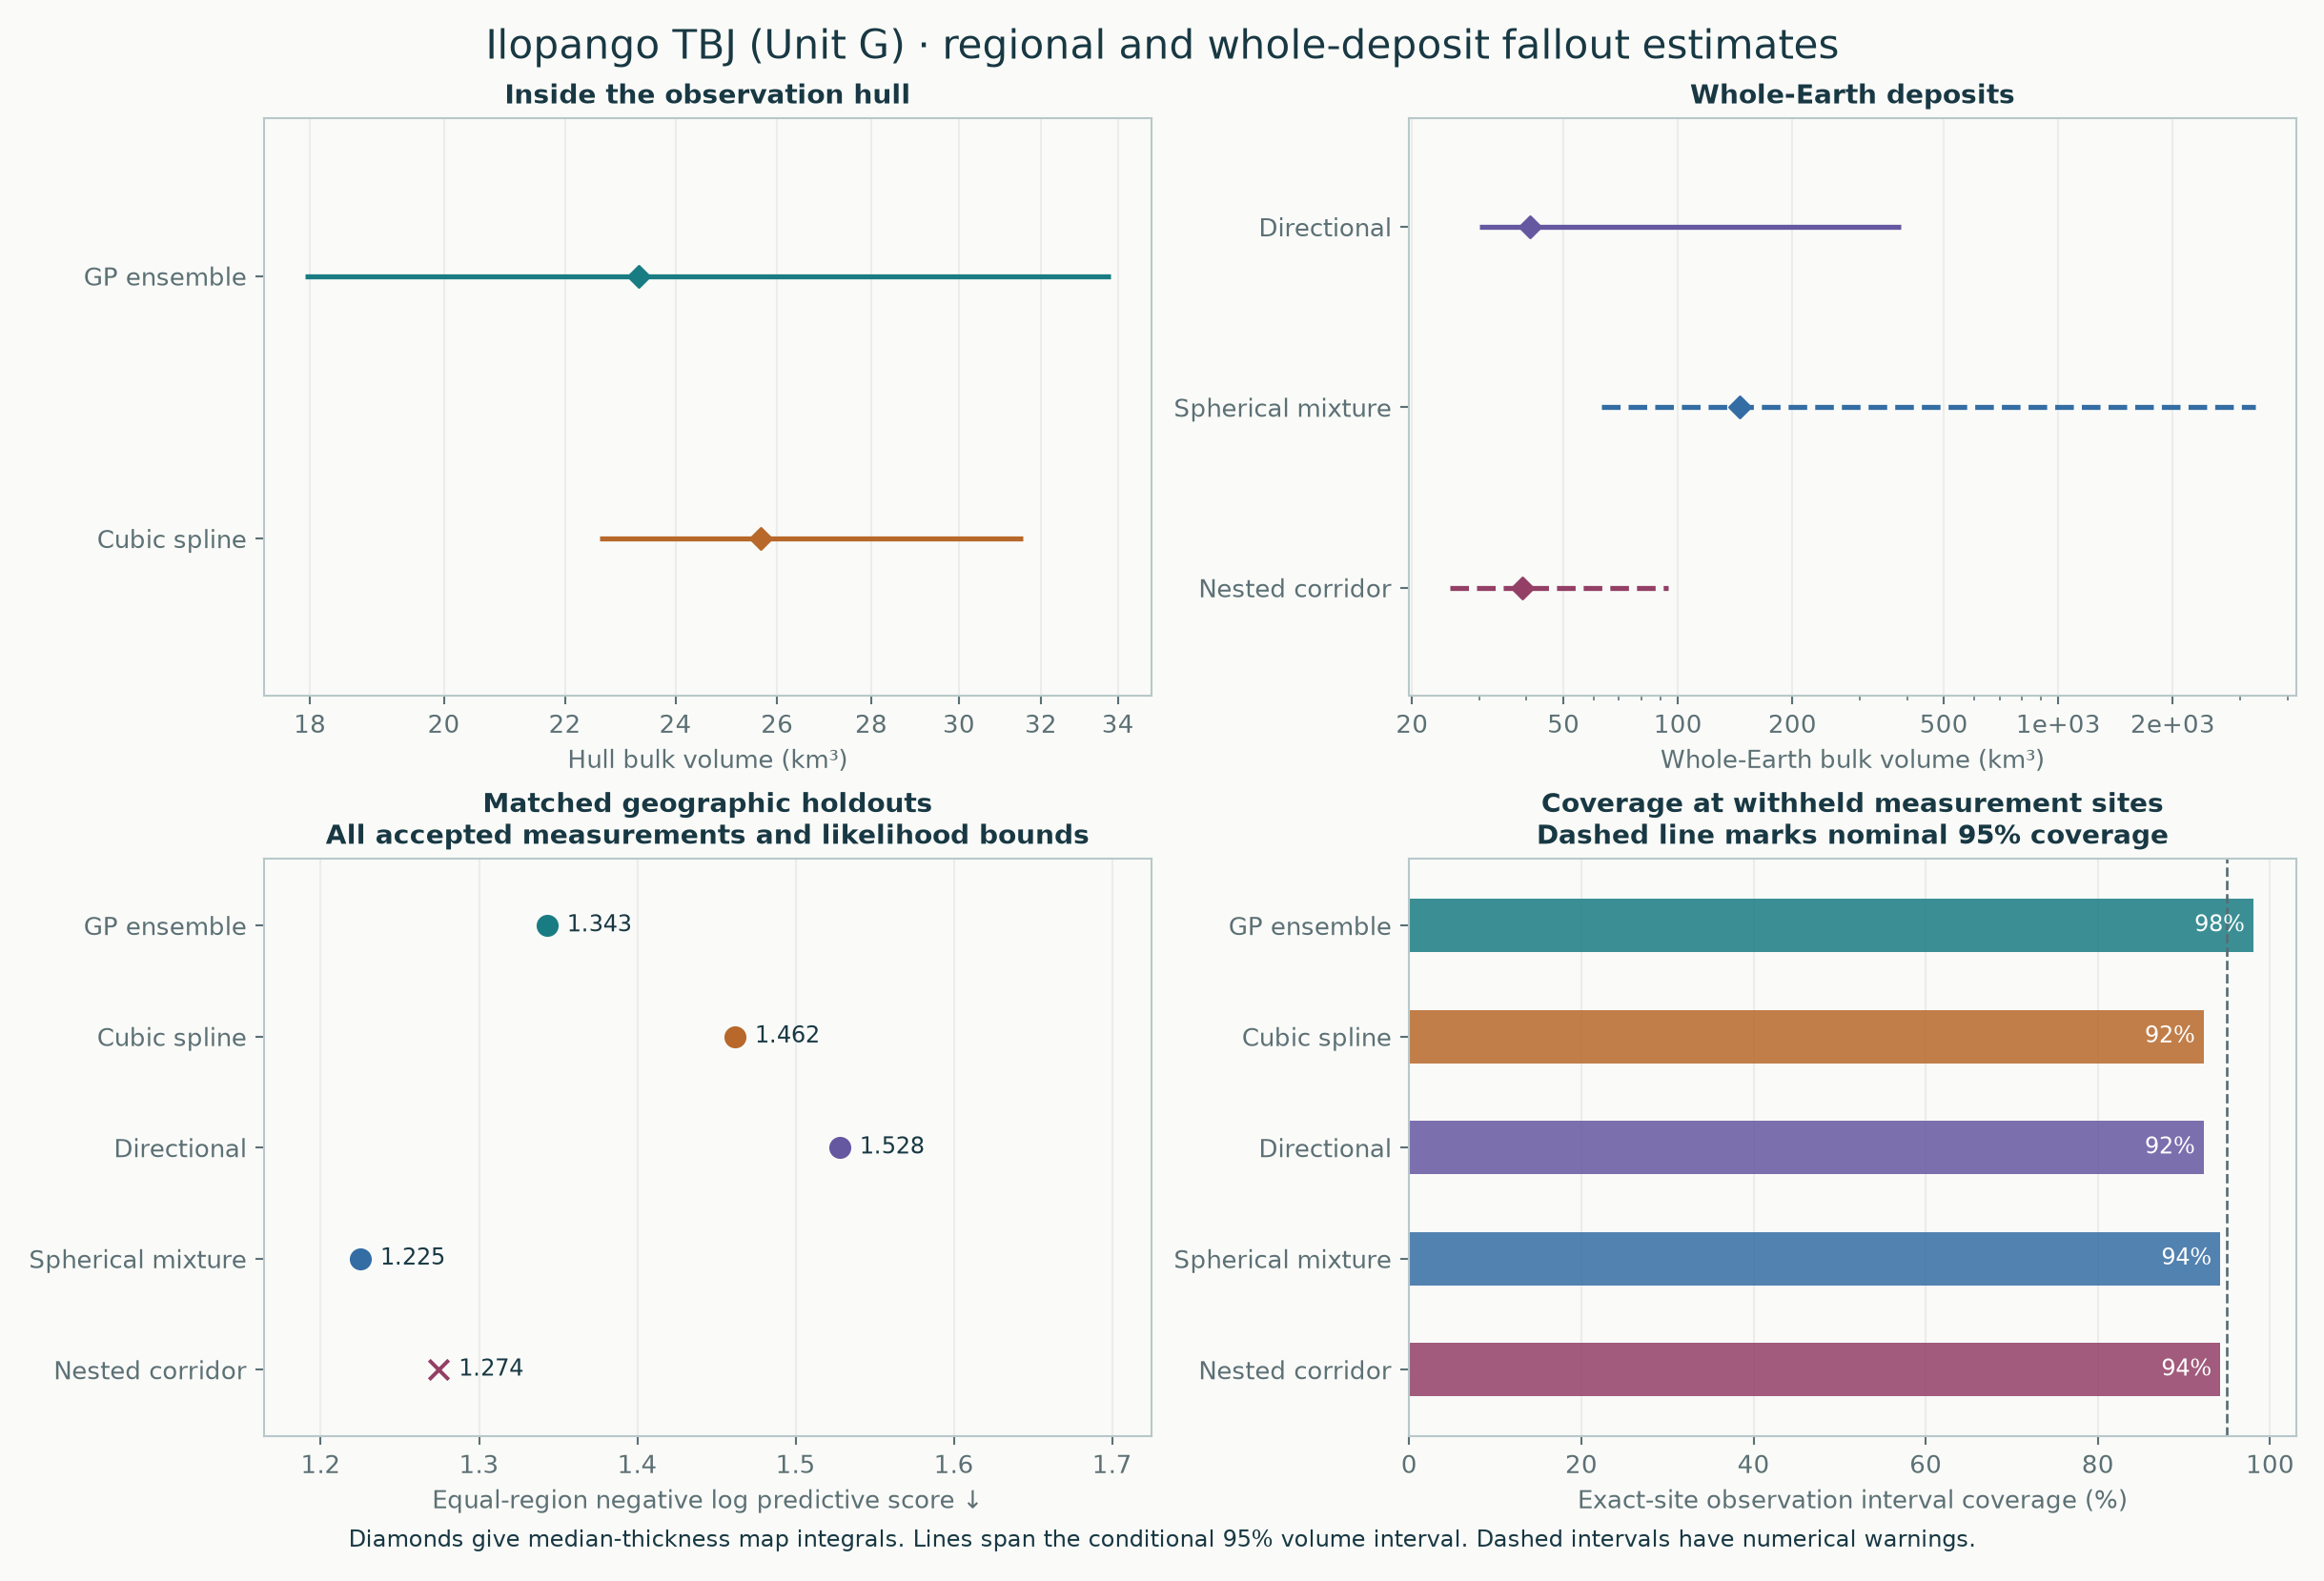 Ilopango TBJ (Unit G) · regional and whole-deposit fallout estimates
Inside the observation hull
GP ensemble
Cubic spline
18 20 22 24 26 28 30 32 34
Hull bulk volume (km³)
Whole-Earth deposits
Directional
Spherical mixture
Nested corridor
20 50 100 200 500 1e+03 2e+03
Whole-Earth bulk volume (km³)
Matched geographic holdouts
All accepted measurements and likelihood bounds
GP ensemble 1.343
Cubic spline 1.462
Directional 1.528
Spherical mixture 1.225
Nested corridor 1.274
1.2 1.3 1.4 1.5 1.6 1.7
Equal-region negative log predictive score ↓
Coverage at withheld measurement sites
Dashed line marks nominal 95% coverage
GP ensemble 98%
Cubic spline 92%
Directional 92%
Spherical mixture 94%
Nested corridor 94%
0 20 40 60 80 100
Exact-site observation interval coverage (%)
Diamonds give median-thickness map integrals. Lines span the conditional 95% volume interval. Dashed intervals have numerical warnings.